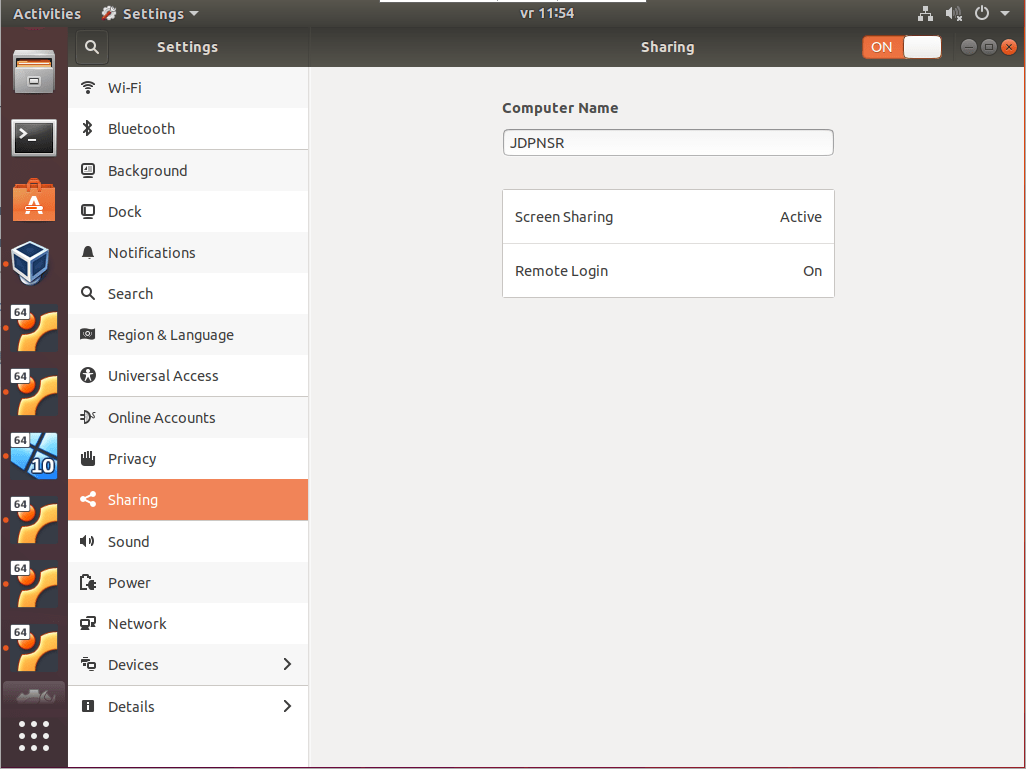 Activities Settings vr 11:54
Settings Sharing ON
Wi-Fi
Bluetooth
Background
Dock
Notifications
Search
Region & Language
Universal Access
Online Accounts
Privacy
Sharing
Sound
Power
Network
Devices
Details
Computer Name
JDPNSR
Screen Sharing Active
Remote Login On
64
64
64
10
64
64
64